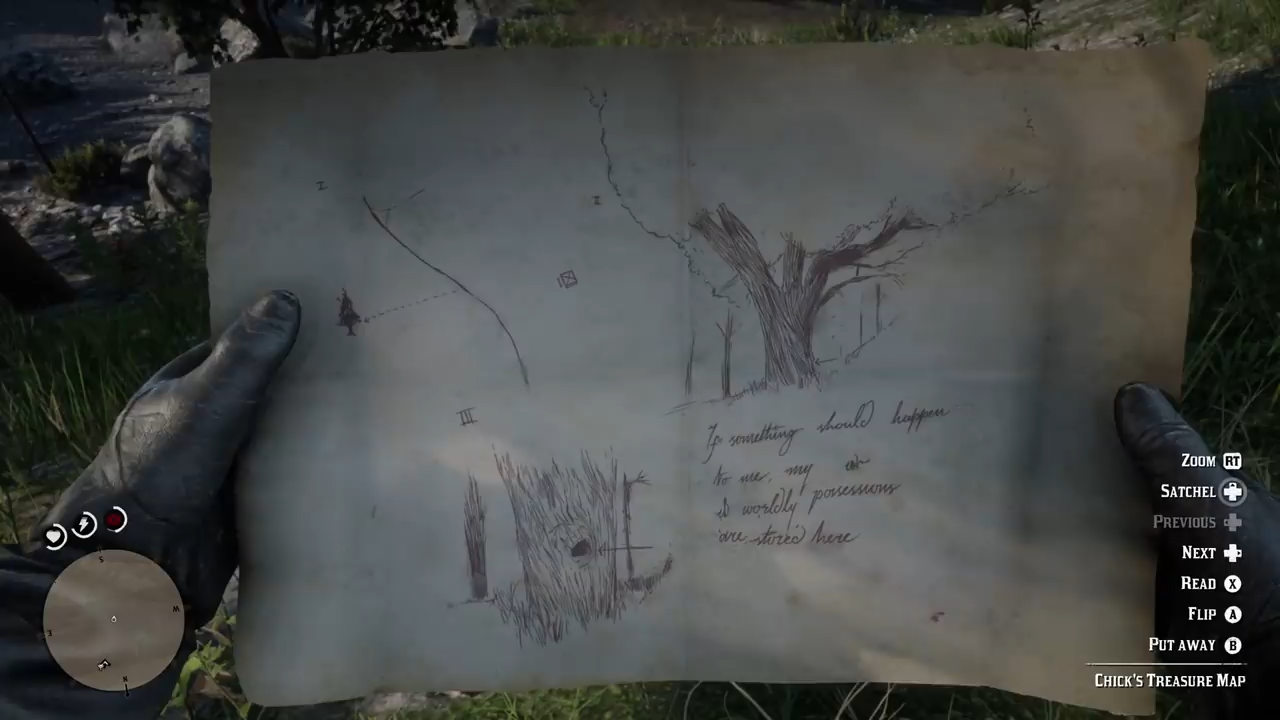 I
I
III
If something should happen
to me, my
worldly possessions
are stored here
ZOOM RT
SATCHEL
PREVIOUS
NEXT
READ X
FLIP A
PUT AWAY B
CHICK'S TREASURE MAP
S
W
E
N